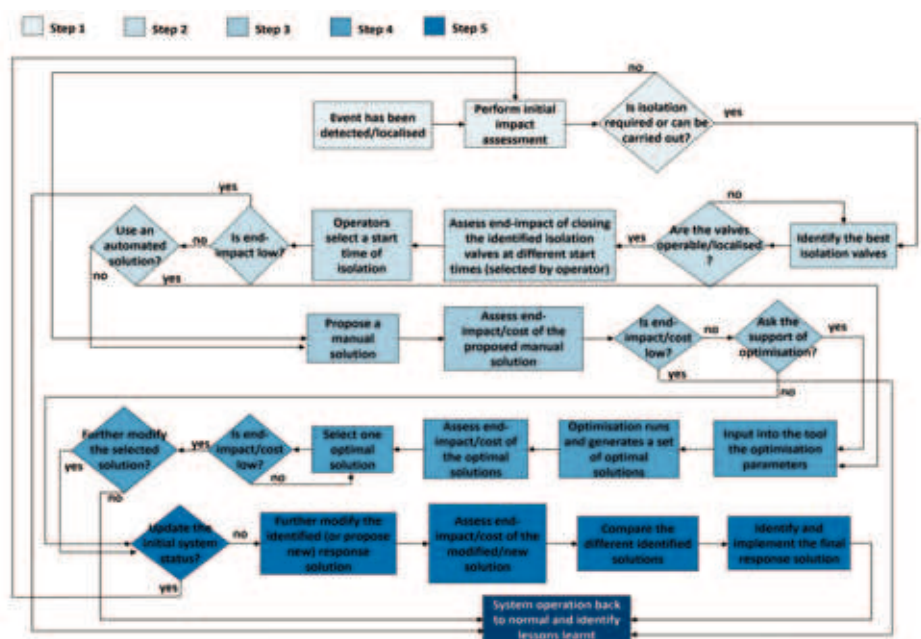 Step 1 Step 2 Step 3 Step 4 Step 5
no
Event has been
detected/localised
Perform initial
impact
assessment
Is isolation
required or can be
carried out?
yes
yes
no
Use an
automated
solution?
no
Is end-
impact low?
Operators
select a start
time of
isolation
Assess end-impact of closing
the identified isolation
valves at different start
times (selected by operator)
yes
Are the valves
operable/localised
?
Identify the best
isolation valves
no
yes
Propose a
manual
solution
Assess end-
impact/cost of the
proposed manual
solution
Is end-
impact/cost
low?
no
Ask the
support of
optimisation?
yes
yes
no
Further modify
the selected
solution?
yes
Is end-
impact/cost
low?
Select one
optimal
solution
Assess end-
impact/cost of
the optimal
solutions
Optimisation runs
and generates a set
of optimal solutions
Input into the tool
the optimisation
parameters
yes
no
no
Update the
initial system
status?
no
Further modify the
identified (or propose
new) response
solution
Assess end-
impact/cost of the
modified/new
solution
Compare the
different identified
solutions
Identify and
implement the final
response solution
yes
System operation back
to normal and identify
lessons learnt